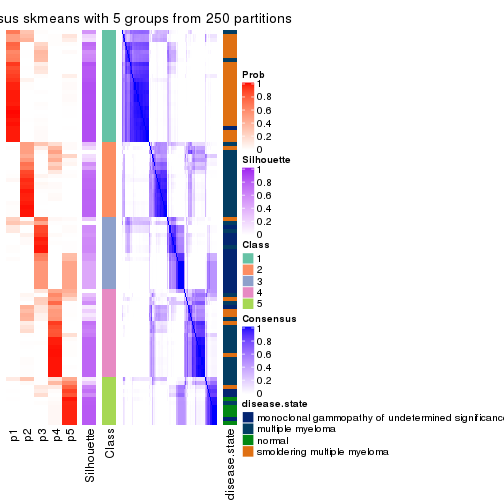 sus skmeans with 5 groups from 250 partitions
Prob
1
0.8
0.6
0.4
0.2
0
Silhouette
1
0.8
0.6
0.4
0.2
0
Class
1
2
3
4
5
Consensus
1
0.8
0.6
0.4
0.2
0
disease.state
monoclonal gammopathy of undetermined significance
multiple myeloma
normal
smoldering multiple myeloma
p1
p2
p3
p4
p5
Silhouette
Class
disease.state